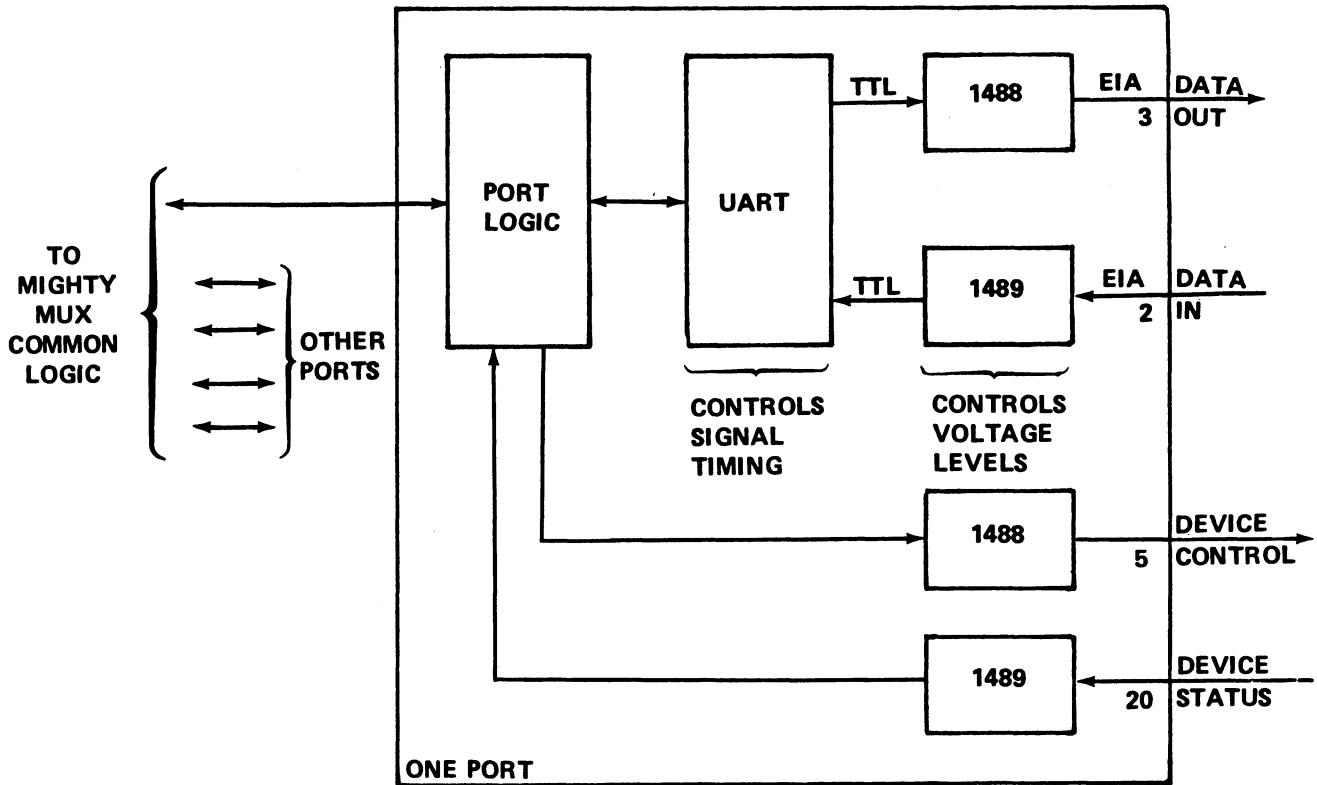 TO
MIGHTY
MUX
COMMON
LOGIC
OTHER
PORTS
PORT
LOGIC
UART
TTL
1488
EIA
3
DATA
OUT
TTL
1489
EIA
2
DATA
IN
CONTROLS
SIGNAL
TIMING
CONTROLS
VOLTAGE
LEVELS
1488
5
DEVICE
CONTROL
1489
20
DEVICE
STATUS
ONE PORT